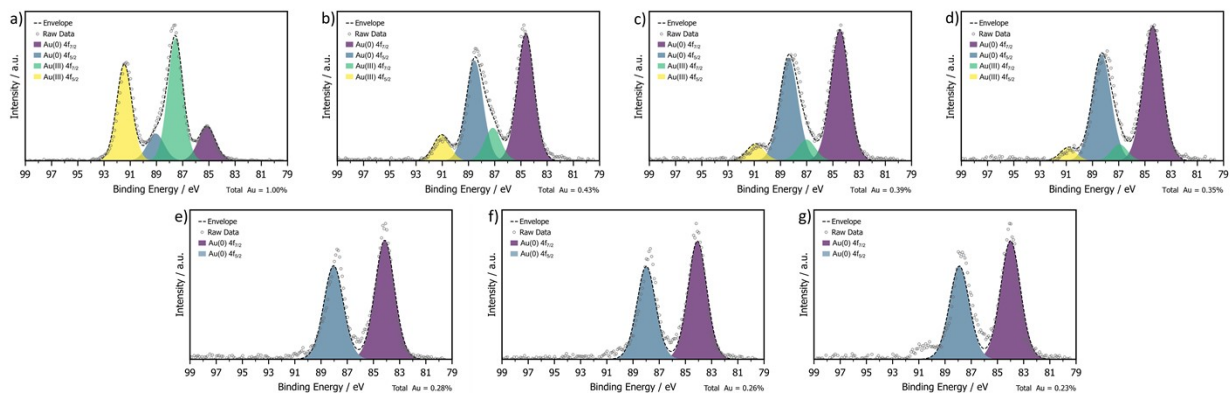 a)
Envelope
Raw Data
Au(0) 4f7/2
Au(0) 4f5/2
Au(III) 4f7/2
Au(III) 4f5/2
Intensity / a.u.
99 97 95 93 91 89 87 85 83 81 79
Binding Energy / eV
Total Au = 1.00%
b)
Envelope
Raw Data
Au(0) 4f7/2
Au(0) 4f5/2
Au(III) 4f7/2
Au(III) 4f5/2
Intensity / a.u.
99 97 95 93 91 89 87 85 83 81 79
Binding Energy / eV
Total Au = 0.43%
c)
Envelope
Raw Data
Au(0) 4f7/2
Au(0) 4f5/2
Au(III) 4f7/2
Au(III) 4f5/2
Intensity / a.u.
99 97 95 93 91 89 87 85 83 81 79
Binding Energy / eV
Total Au = 0.39%
d)
Envelope
Raw Data
Au(0) 4f7/2
Au(0) 4f5/2
Au(III) 4f7/2
Au(III) 4f5/2
Intensity / a.u.
99 97 95 93 91 89 87 85 83 81 79
Binding Energy / eV
Total Au = 0.35%
e)
Envelope
Raw Data
Au(0) 4f7/2
Au(0) 4f5/2
Intensity / a.u.
99 97 95 93 91 89 87 85 83 81 79
Binding Energy / eV
Total Au = 0.28%
f)
Envelope
Raw Data
Au(0) 4f7/2
Au(0) 4f5/2
Intensity / a.u.
99 97 95 93 91 89 87 85 83 81 79
Binding Energy / eV
Total Au = 0.26%
g)
Envelope
Raw Data
Au(0) 4f7/2
Au(0) 4f5/2
Intensity / a.u.
99 97 95 93 91 89 87 85 83 81 79
Binding Energy / eV
Total Au = 0.23%